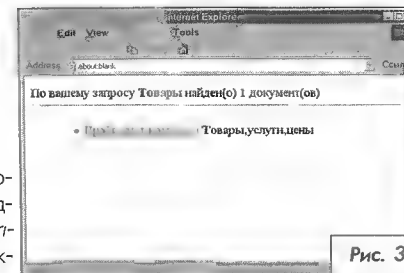 Internet Explorer
Edit View Tools
Address about:blank Ссыл
По вашему запросу Товары найден(о) 1 документ(ов)
Товары,услуги,цены
о-
д-
к-
Рис. 3